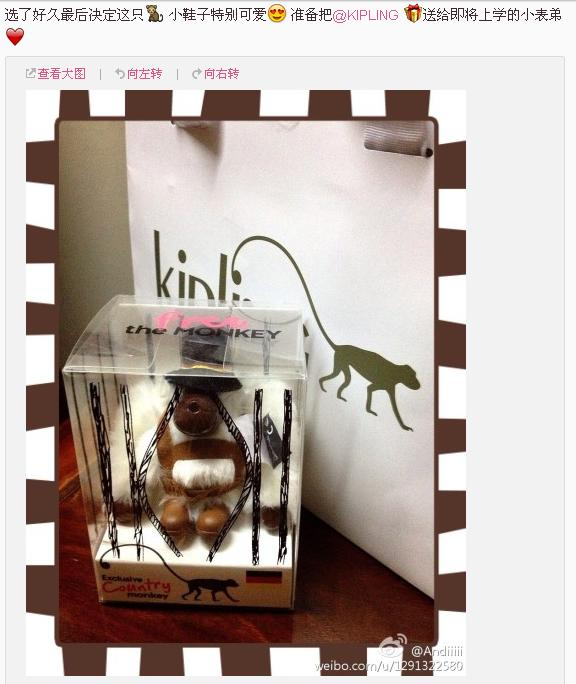 选了好久最后决定这只🐒 小鞋子特别可爱😍 准备把@KIPLING 🎁送给即将上学的小表弟
❤️
查看大图 | 向左转 | 向右转
kipling
free
the MONKEY
Exclusive
Country
monkey
@Andiiiii
weibo.com/u/1291322580